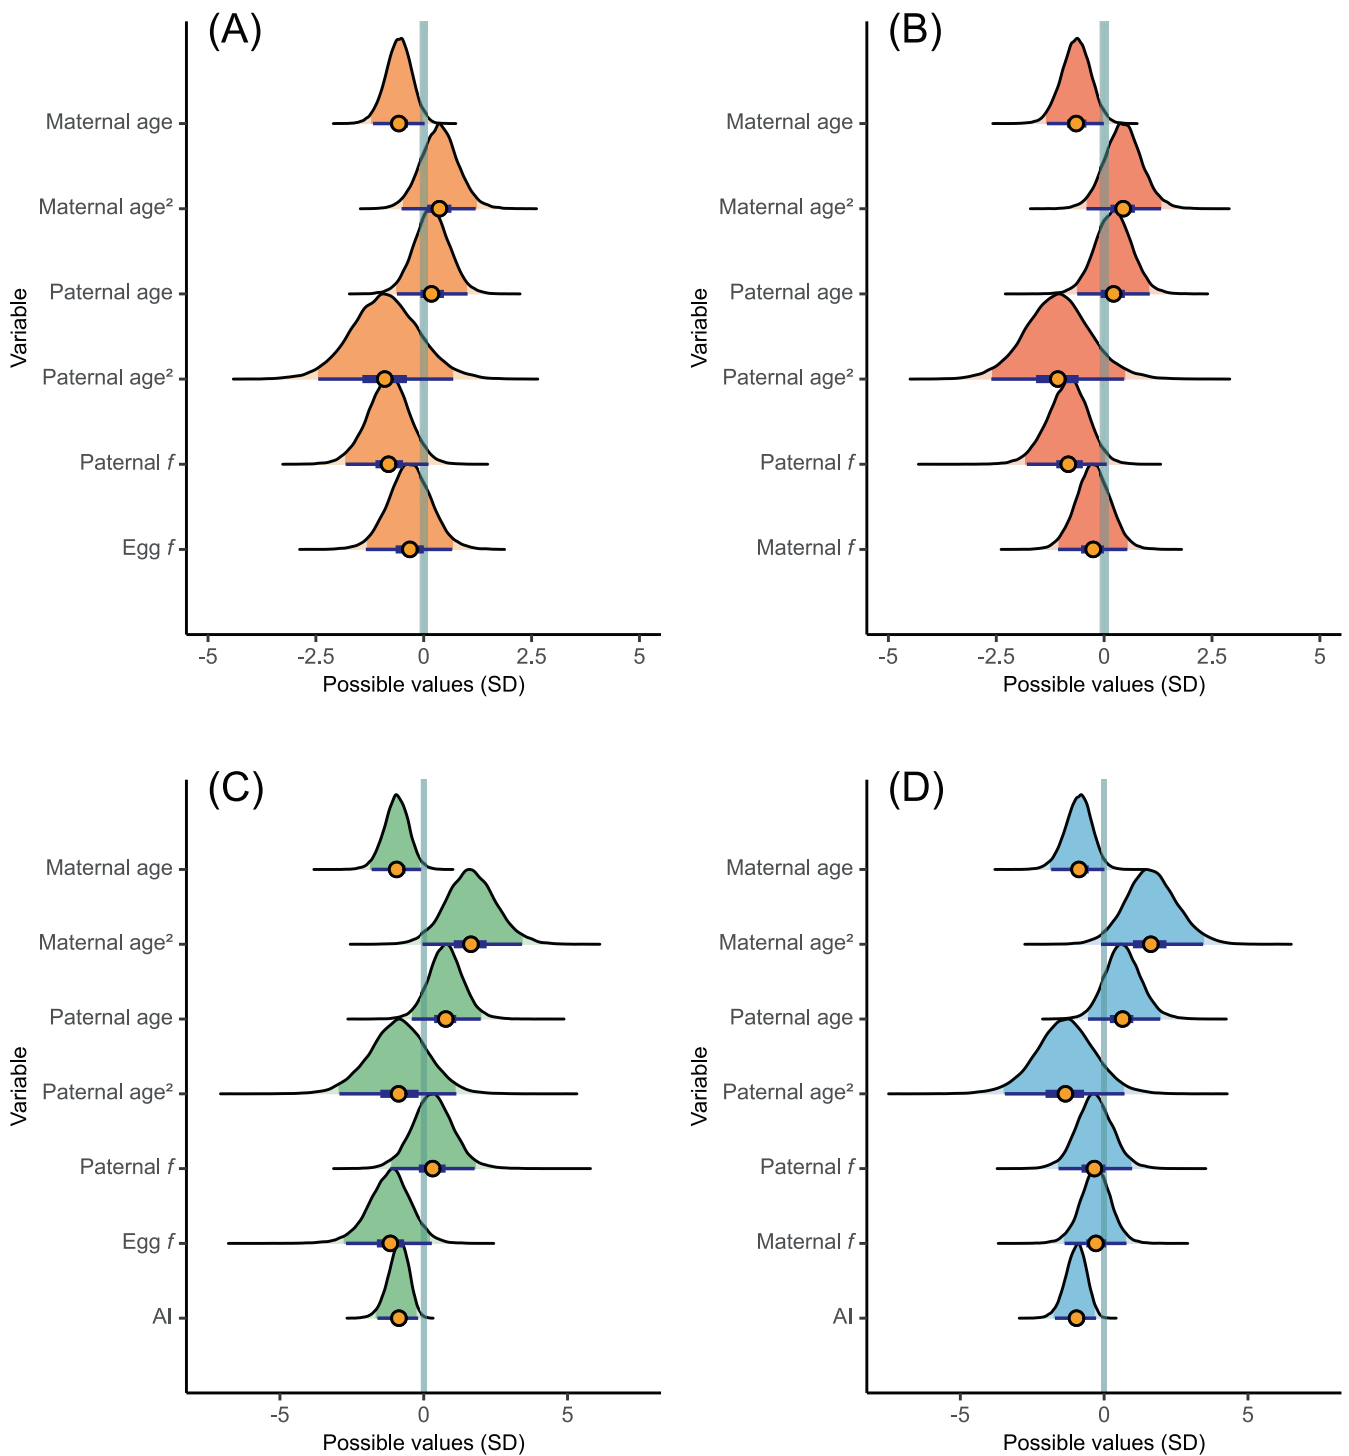 (A)
Variable
Maternal age
Maternal age²
Paternal age
Paternal age²
Paternal f
Egg f
-5 -2.5 0 2.5 5
Possible values (SD)
(B)
Variable
Maternal age
Maternal age²
Paternal age
Paternal age²
Paternal f
Maternal f
-5 -2.5 0 2.5 5
Possible values (SD)
(C)
Variable
Maternal age
Maternal age²
Paternal age
Paternal age²
Paternal f
Egg f
AI
-5 0 5
Possible values (SD)
(D)
Variable
Maternal age
Maternal age²
Paternal age
Paternal age²
Paternal f
Maternal f
AI
-5 0 5
Possible values (SD)